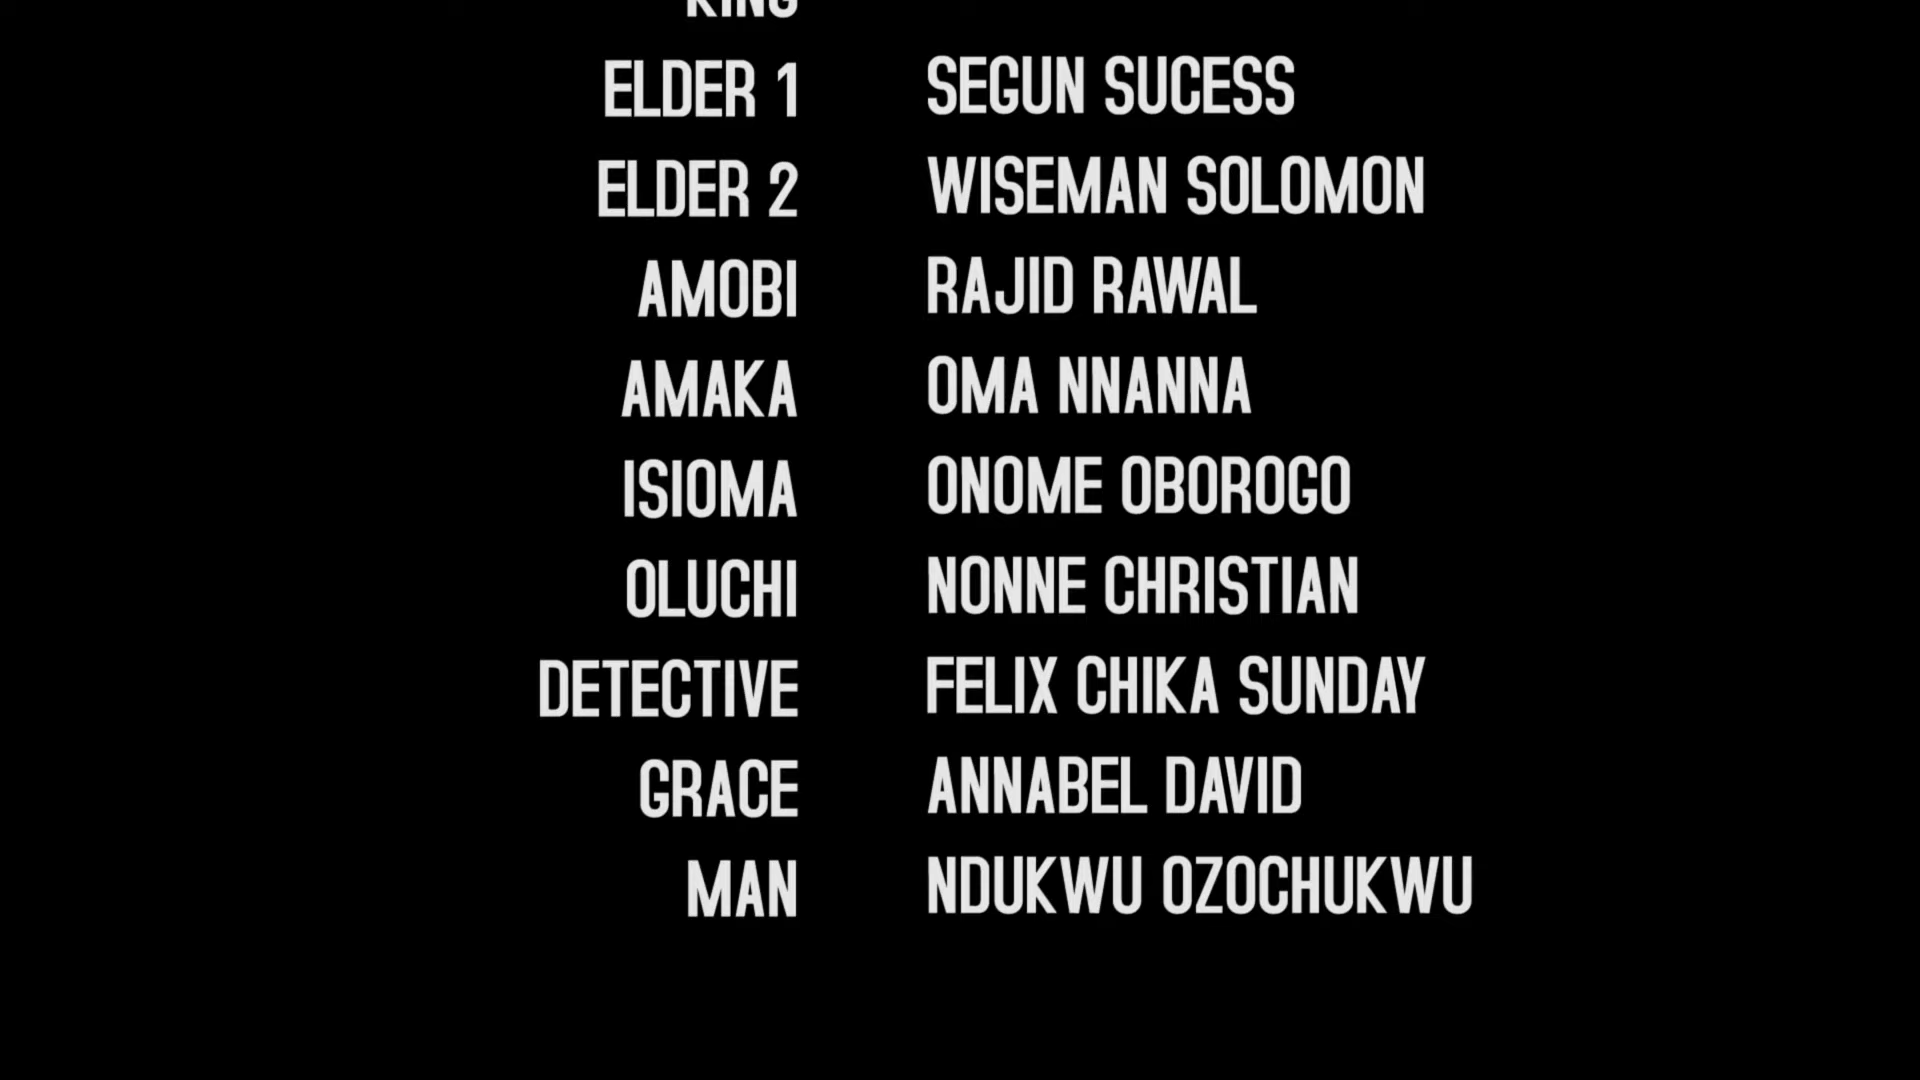 KING
ELDER 1 SEGUN SUCESS
ELDER 2 WISEMAN SOLOMON
AMOBI RAJID RAWAL
AMAKA OMA NNANNA
ISIOMA ONOME OBOROGO
OLUCHI NONNE CHRISTIAN
DETECTIVE FELIX CHIKA SUNDAY
GRACE ANNABEL DAVID
MAN NDUKWU OZOCHUKWU